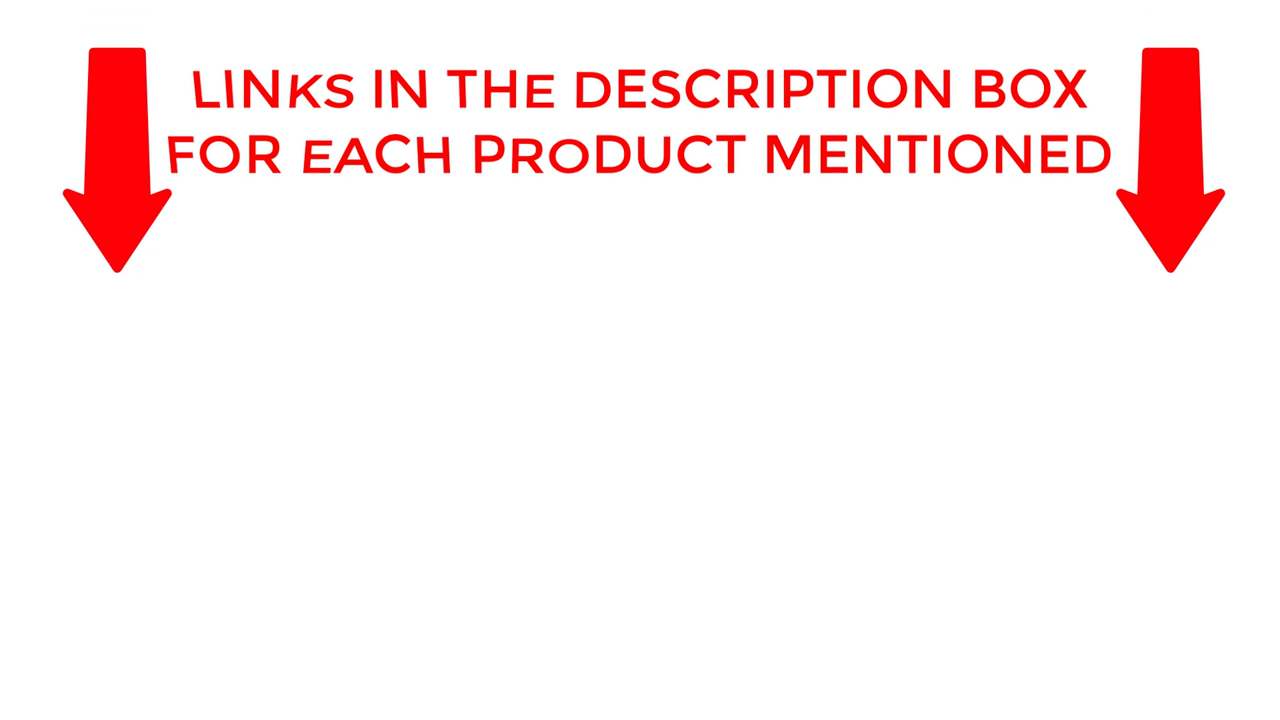 LINKS IN THE DESCRIPTION BOX
FOR EACH PRODUCT MENTIONED